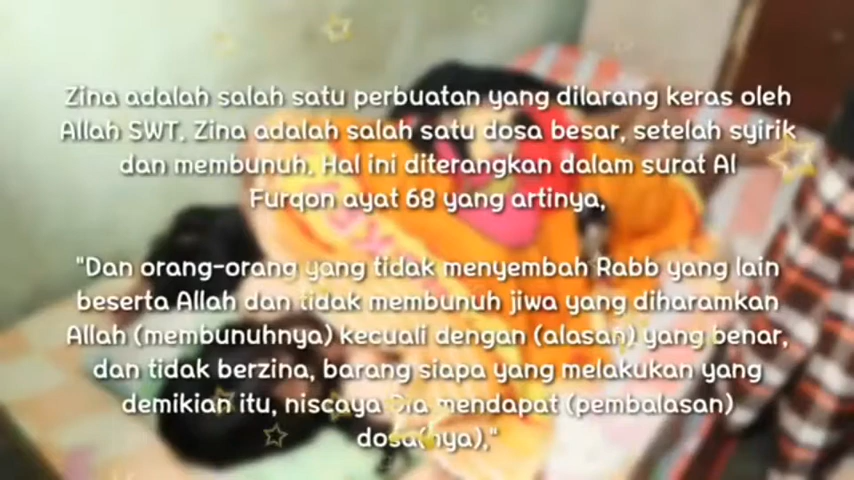 Zina adalah salah satu perbuatan yang dilarang keras oleh
Allah SWT. Zina adalah salah satu dosa besar, setelah syirik
dan membunuh. Hal ini diterangkan dalam surat Al
Furqon ayat 68 yang artinya,
"Dan orang-orang yang tidak menyembah Rabb yang lain
beserta Allah dan tidak membunuh jiwa yang diharamkan
Allah (membunuhnya) kecuali dengan (alasan) yang benar,
dan tidak berzina, barang siapa yang melakukan yang
demikian itu, niscaya Dia mendapat (pembalasan)
dosa(nya),"